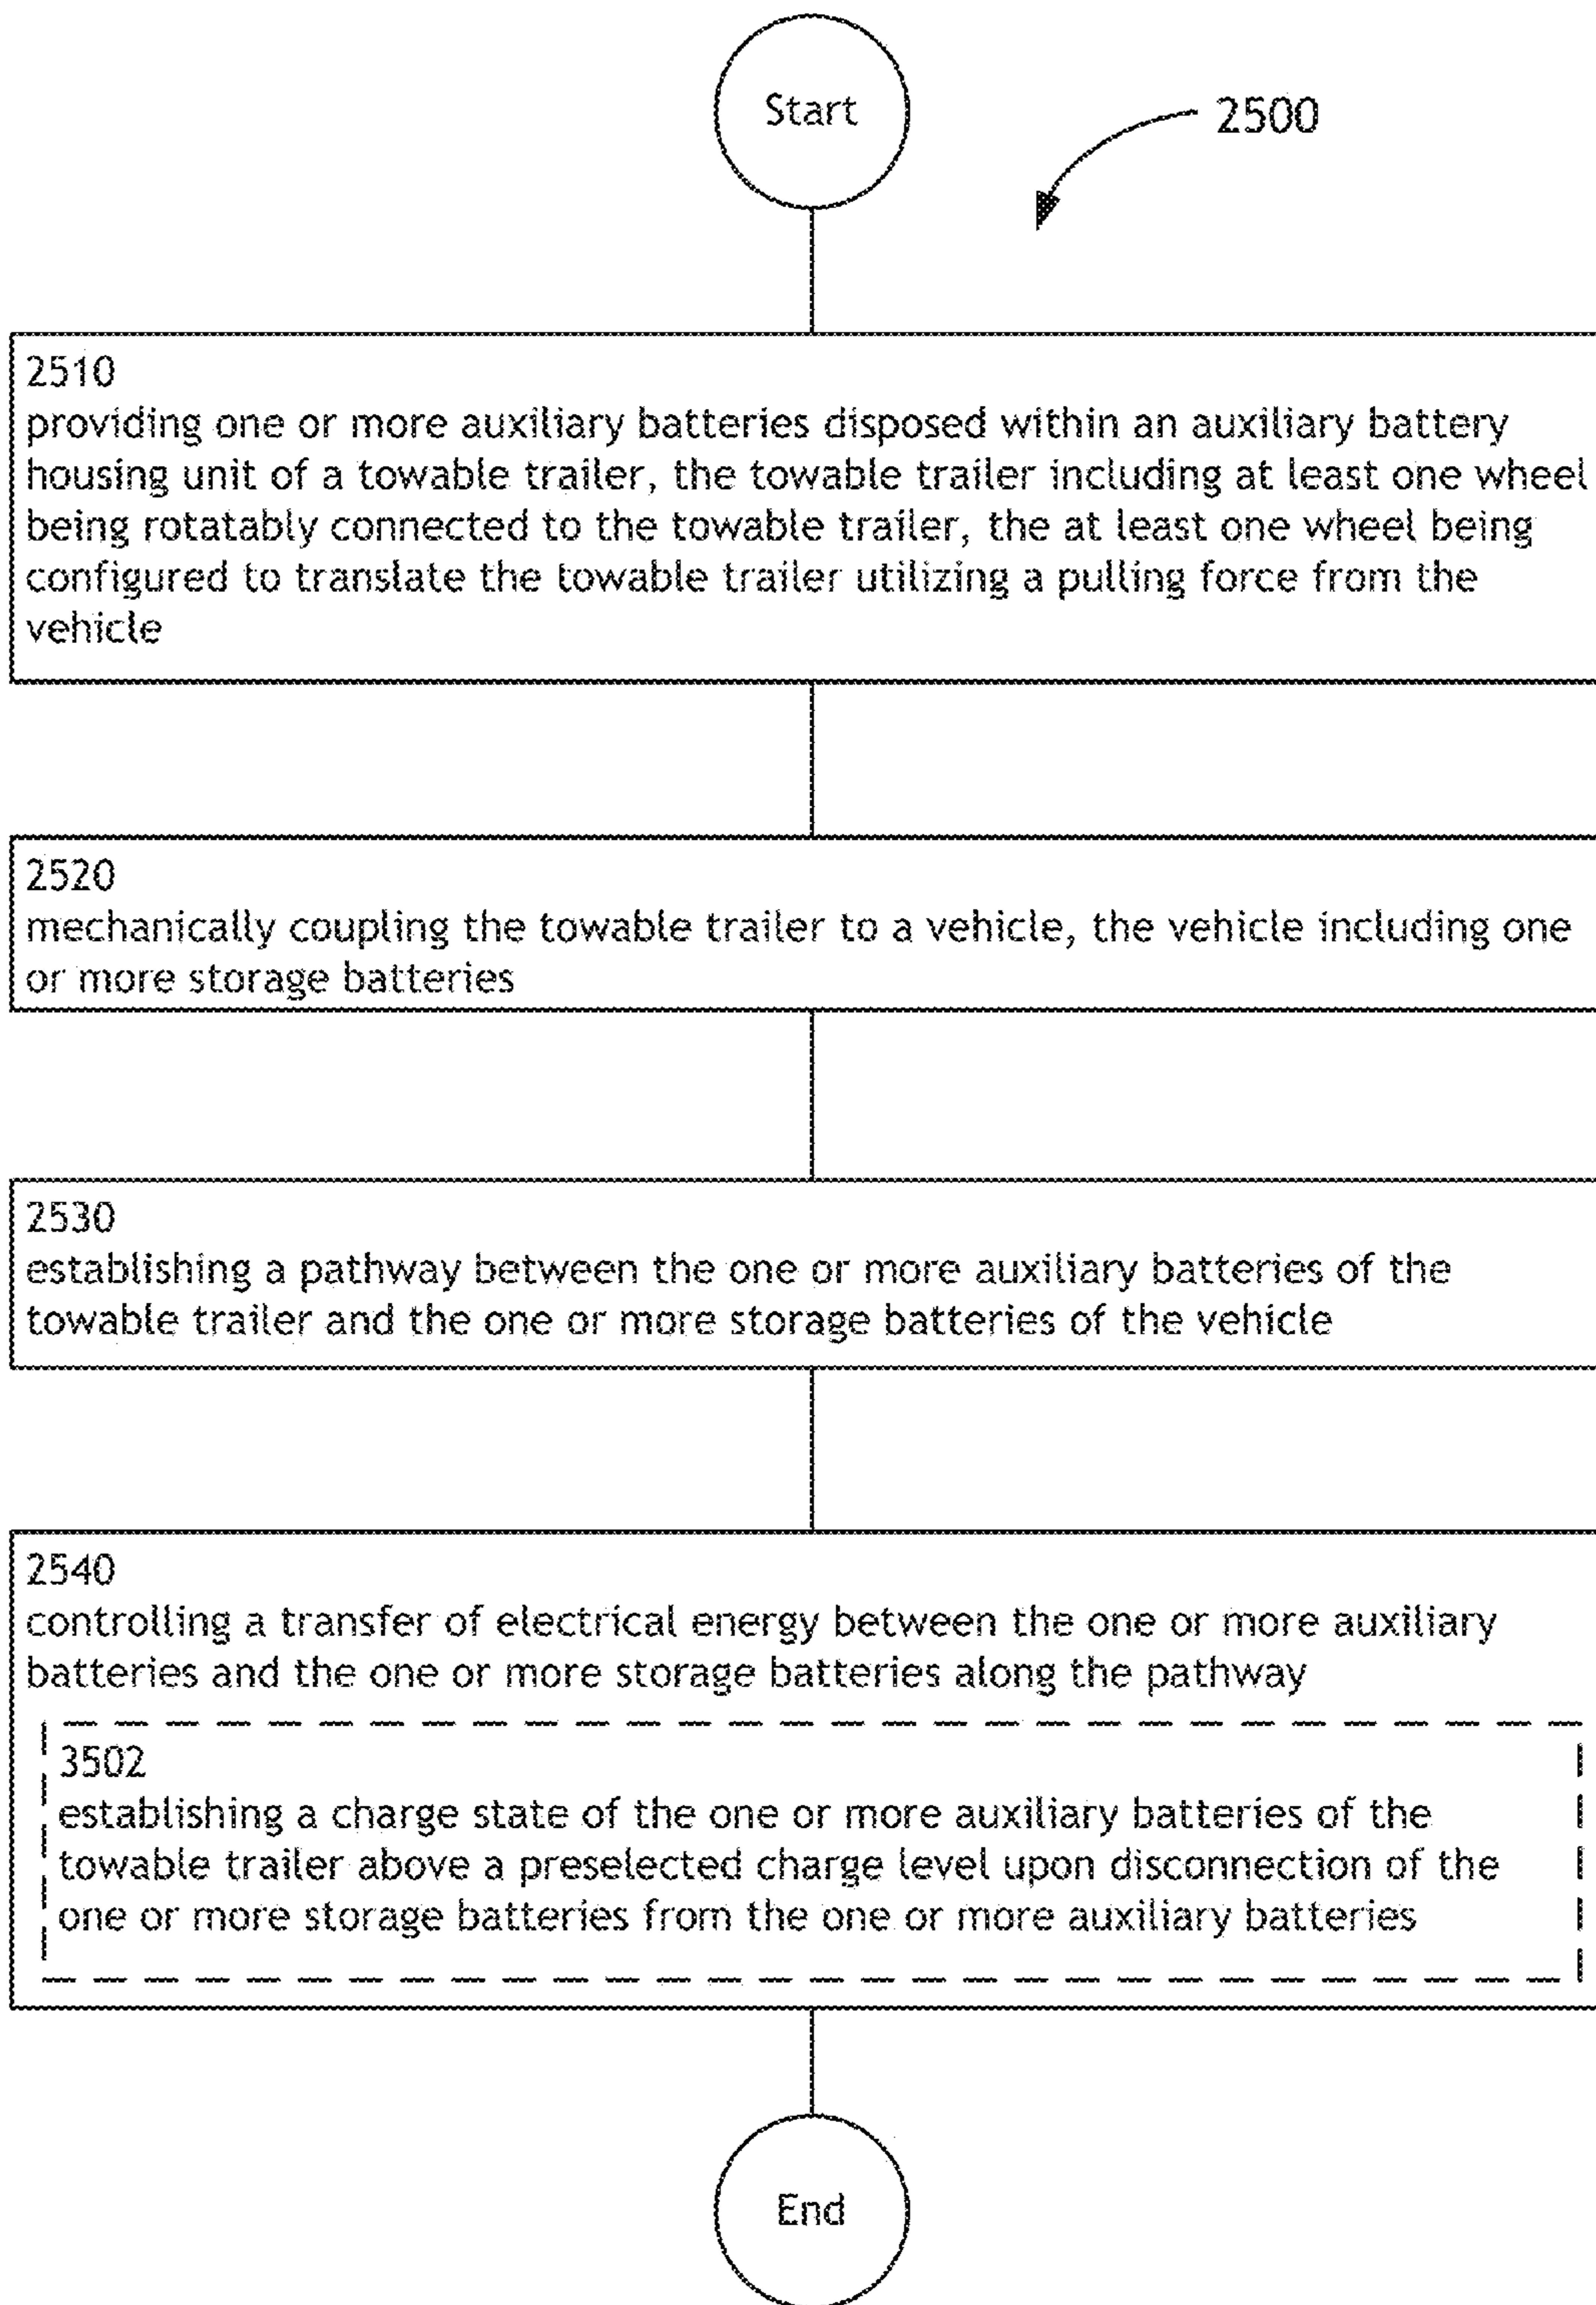 Start
2500
2510
providing one or more auxiliary batteries disposed within an auxiliary battery
housing unit of a towable trailer, the towable trailer including at least one wheel
being rotatably connected to the towable trailer, the at least one wheel being
configured to translate the towable trailer utilizing a pulling force from the
vehicle
2520
mechanically coupling the towable trailer to a vehicle, the vehicle including one
or more storage batteries
2530
establishing a pathway between the one or more auxiliary batteries of the
towable trailer and the one or more storage batteries of the vehicle
2540
controlling a transfer of electrical energy between the one or more auxiliary
batteries and the one or more storage batteries along the pathway
3502
establishing a charge state of the one or more auxiliary batteries of the
towable trailer above a preselected charge level upon disconnection of the
one or more storage batteries from the one or more auxiliary batteries
End